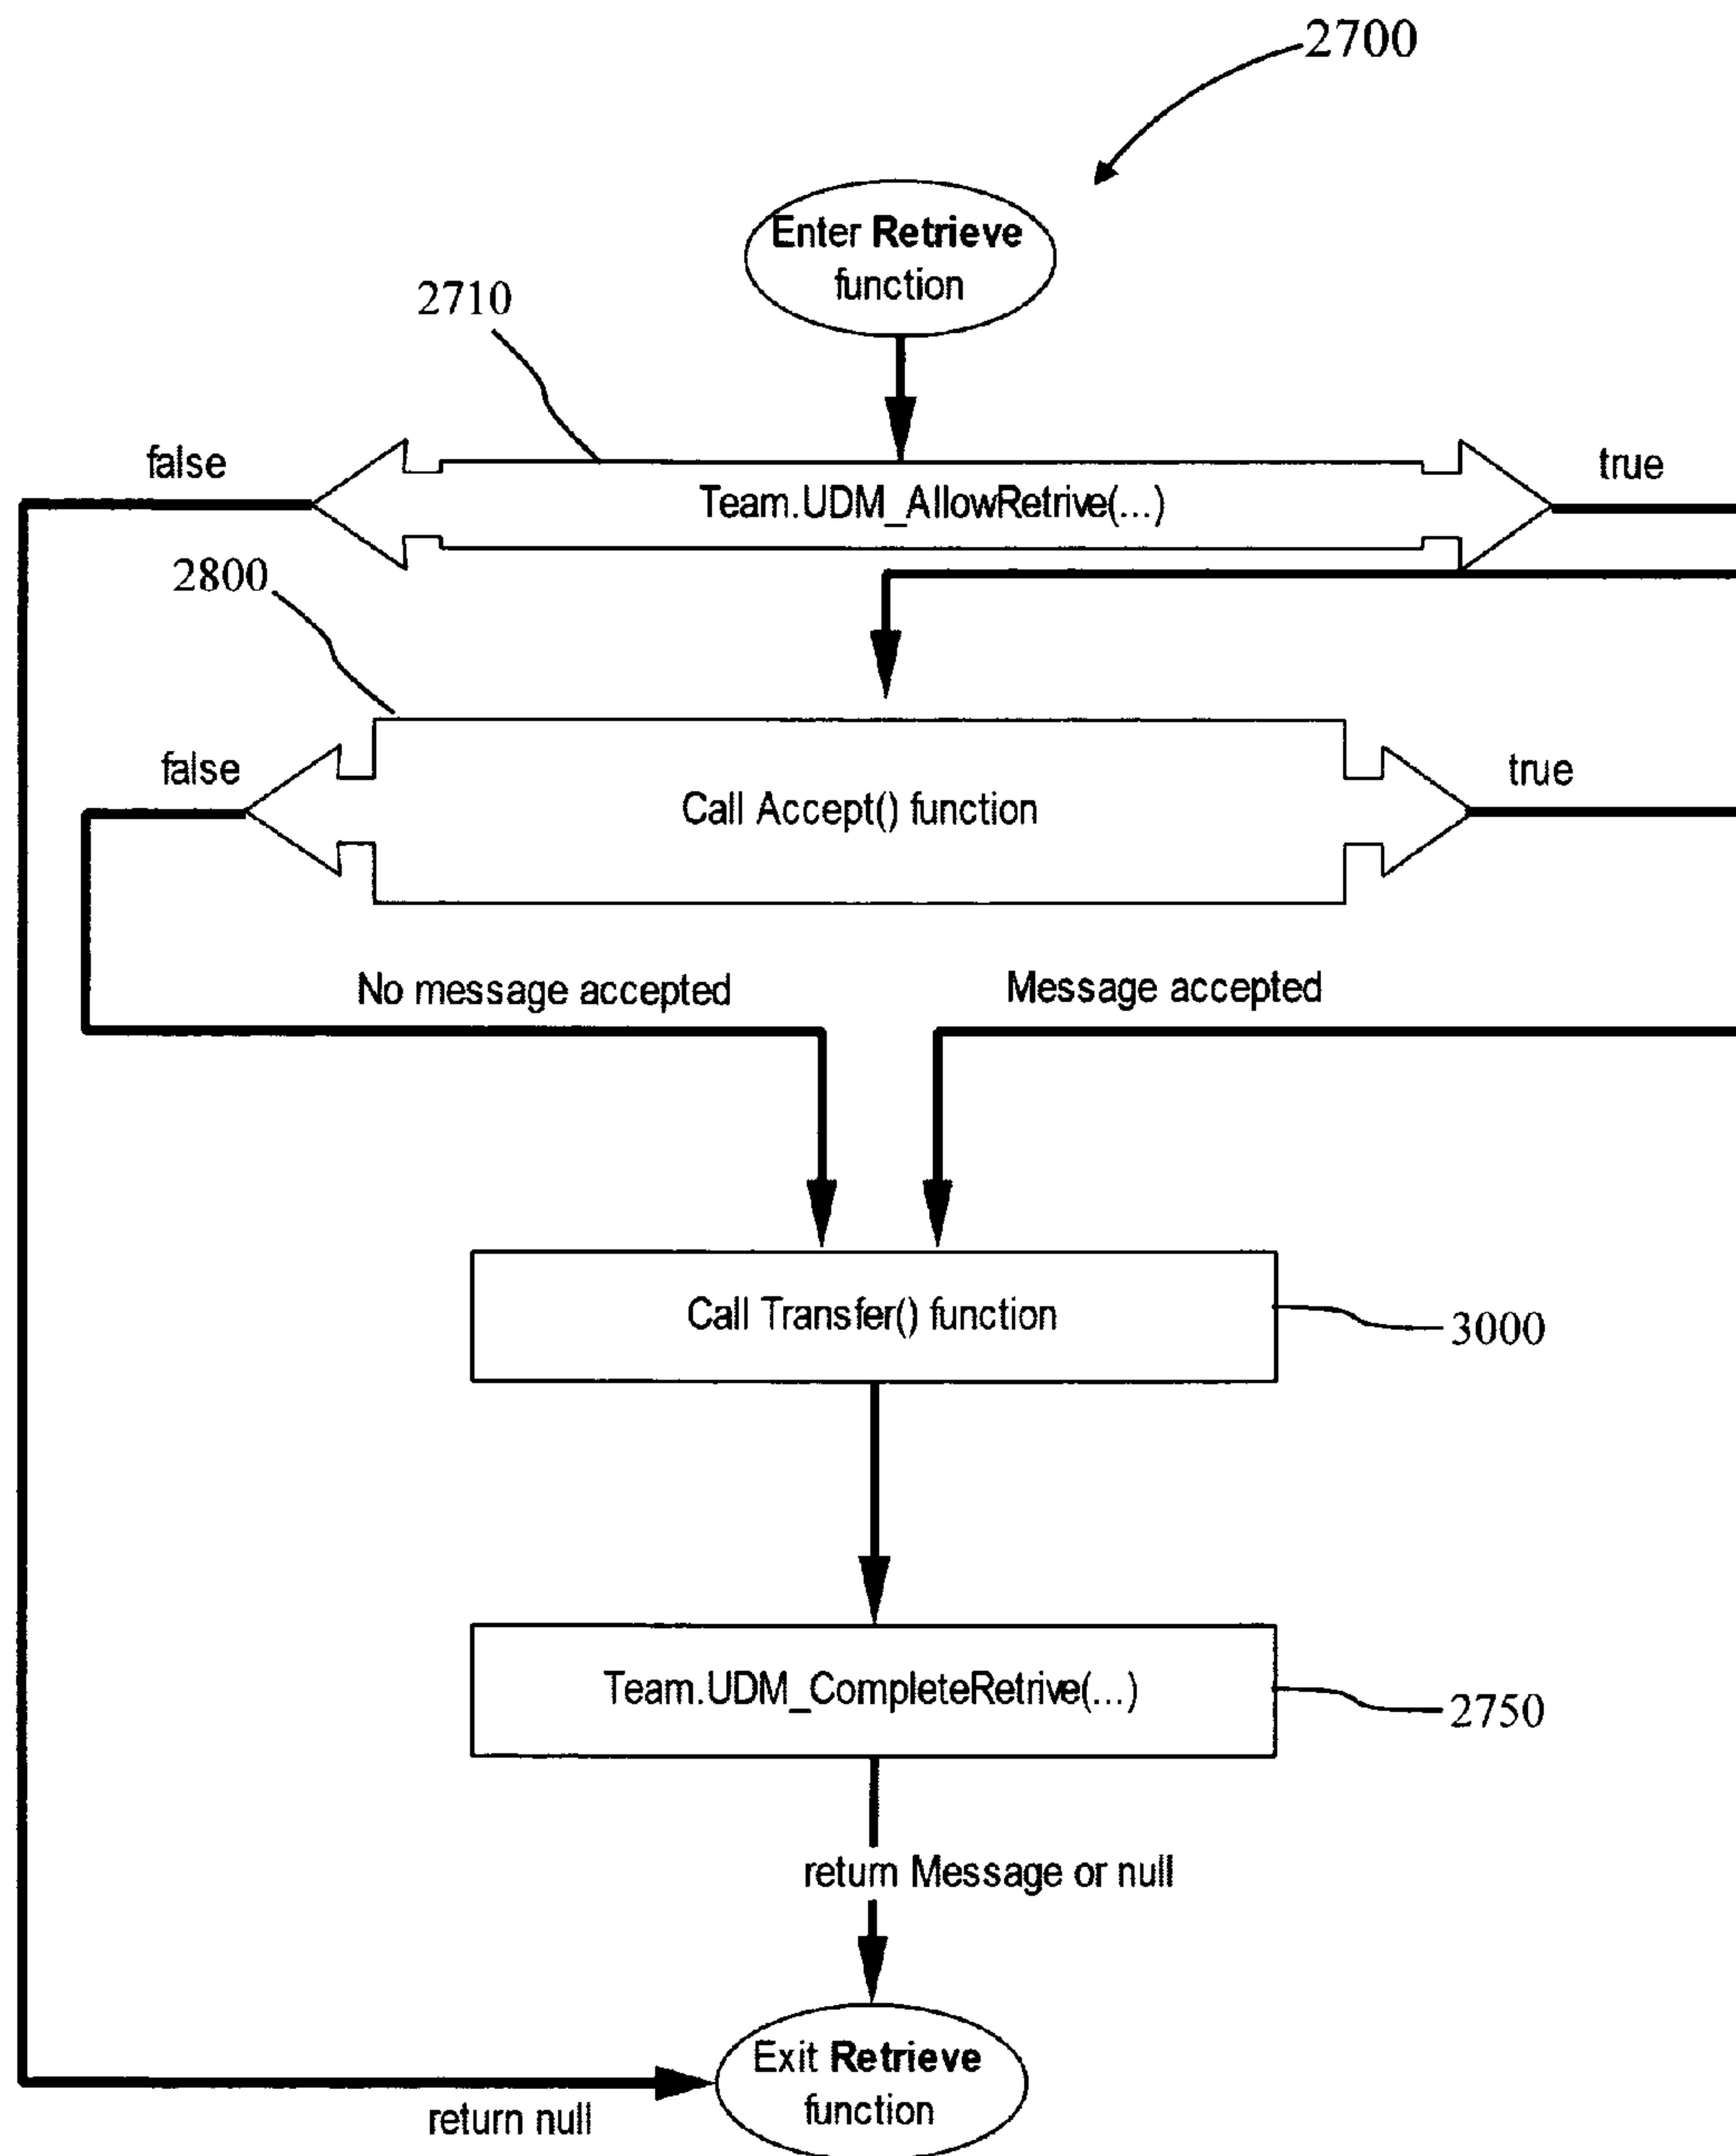 2700
Enter Retrieve
function
2710
false
true
Team.UDM_AllowRetrive(...)
2800
false
true
Call Accept() function
No message accepted
Message accepted
Call Transfer() function
3000
Team.UDM_CompleteRetrive(...)
2750
return Message or null
Exit Retrieve
function
return null